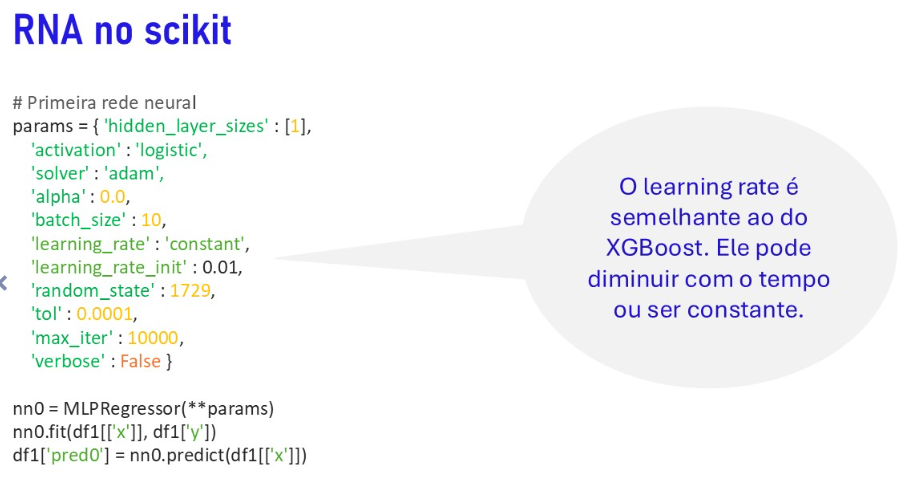 RNA no scikit
# Primeira rede neural
params = { 'hidden_layer_sizes' : [1],
'activation' : 'logistic',
'solver' : 'adam',
'alpha' : 0.0,
'batch_size' : 10,
'learning_rate' : 'constant',
'learning_rate_init' : 0.01,
'random_state' : 1729,
'tol' : 0.0001,
'max_iter' : 10000,
'verbose' : False }
nn0 = MLPRegressor(**params)
nn0.fit(df1[['x']], df1['y'])
df1['pred0'] = nn0.predict(df1[['x']])
O learning rate é
semelhante ao do
XGBoost. Ele pode
diminuir com o tempo
ou ser constante.